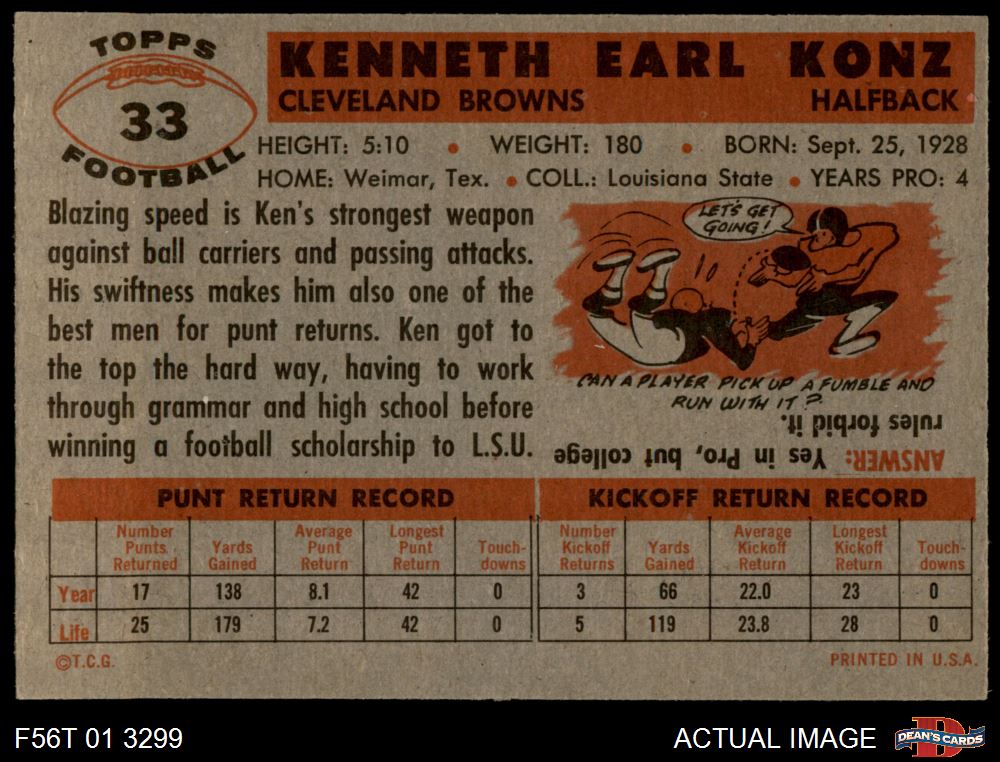 TOPPS
33
FOOTBALL
KENNETH EARL KONZ
CLEVELAND BROWNS HALFBACK
HEIGHT: 5:10 • WEIGHT: 180 • BORN: Sept. 25, 1928
HOME: Weimar, Tex. • COLL.: Louisiana State • YEARS PRO: 4
Blazing speed is Ken's strongest weapon
against ball carriers and passing attacks.
His swiftness makes him also one of the
best men for punt returns. Ken got to
the top the hard way, having to work
through grammar and high school before
winning a football scholarship to L.S.U.
LET'S GET
GOING!
CAN A PLAYER PICK UP A FUMBLE AND
RUN WITH IT?
ANSWER: Yes in Pro, but college
rules forbid it.
PUNT RETURN RECORD
Number Punts Returned Yards Gained Average Punt Return Longest Punt Return Touch-downs
Year 17 138 8.1 42 0
Life 25 179 7.2 42 0
KICKOFF RETURN RECORD
Number Kickoff Returns Yards Gained Average Kickoff Return Longest Kickoff Return Touch-downs
3 66 22.0 23 0
5 119 23.8 28 0
©T.C.G. PRINTED IN U.S.A.
F56T 01 3299 ACTUAL IMAGE DEAN'S CARDS